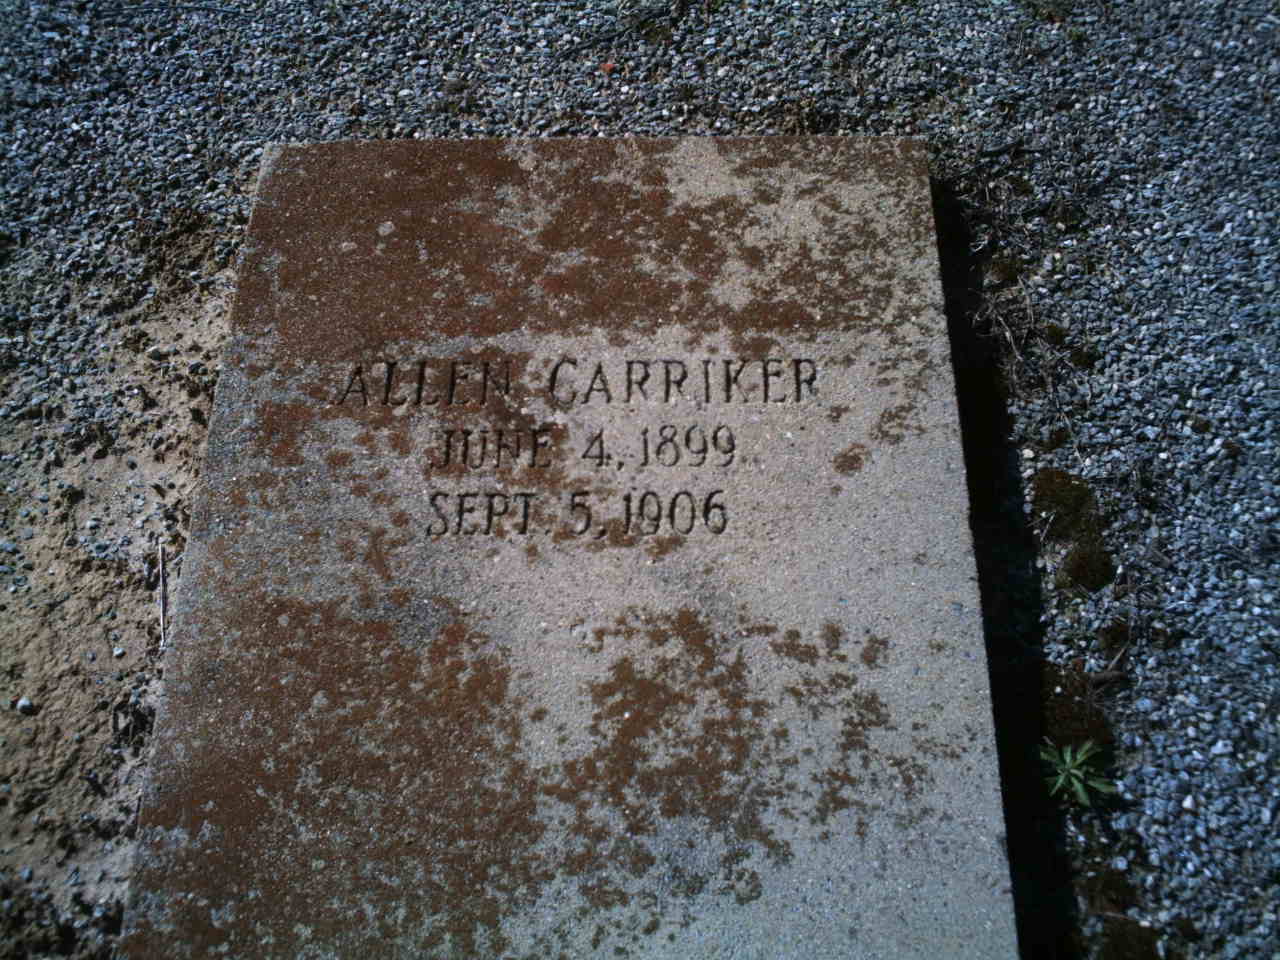 ALLEN CARRIKER
JUNE 4, 1899
SEPT. 5, 1906